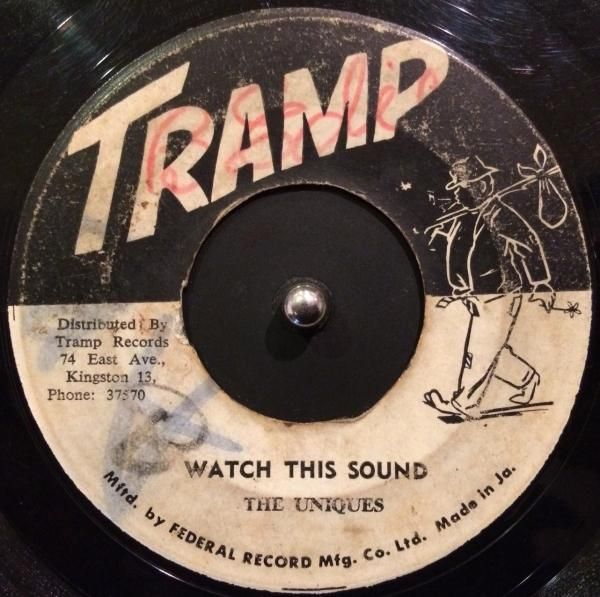 TRAMP
Distributed By
Tramp Records
74 East Ave.,
Kingston 13,
Phone: 37570
WATCH THIS SOUND
THE UNIQUES
Mftd. by FEDERAL RECORD Mfg. Co. Ltd. Made in Ja.